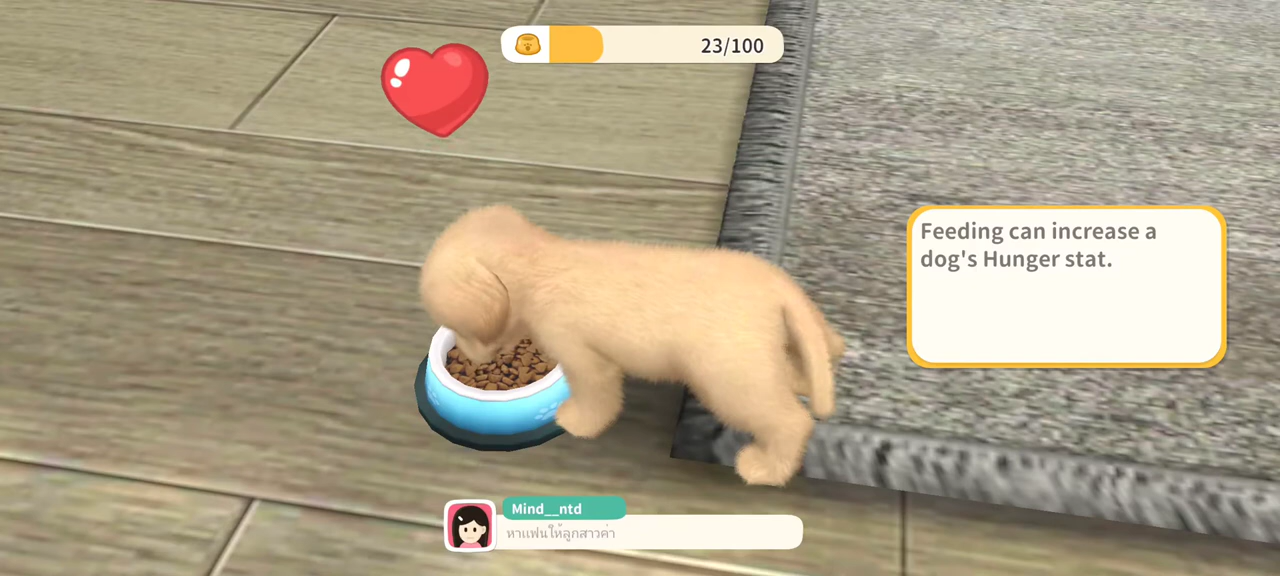 23/100
Feeding can increase a
dog's Hunger stat.
Mind__ntd
หาแฟนให้ลูกสาวค่า